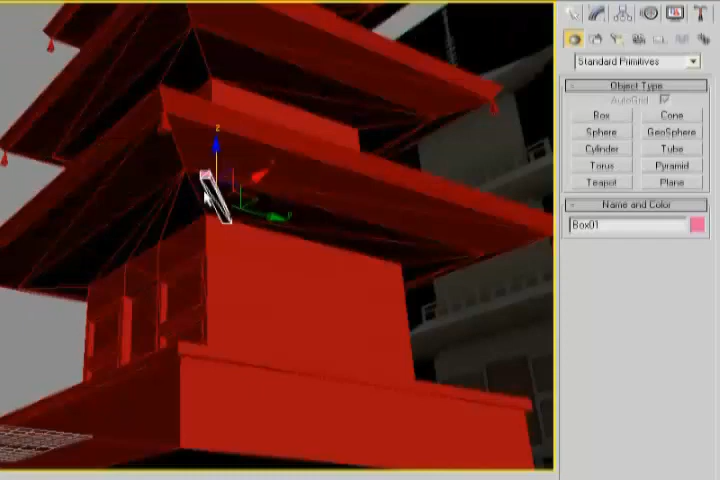 Standard Primitives
Object Type
AutoGrid
Box Cone
Sphere GeoSphere
Cylinder Tube
Torus Pyramid
Teapot Plane
Name and Color
Box01
z